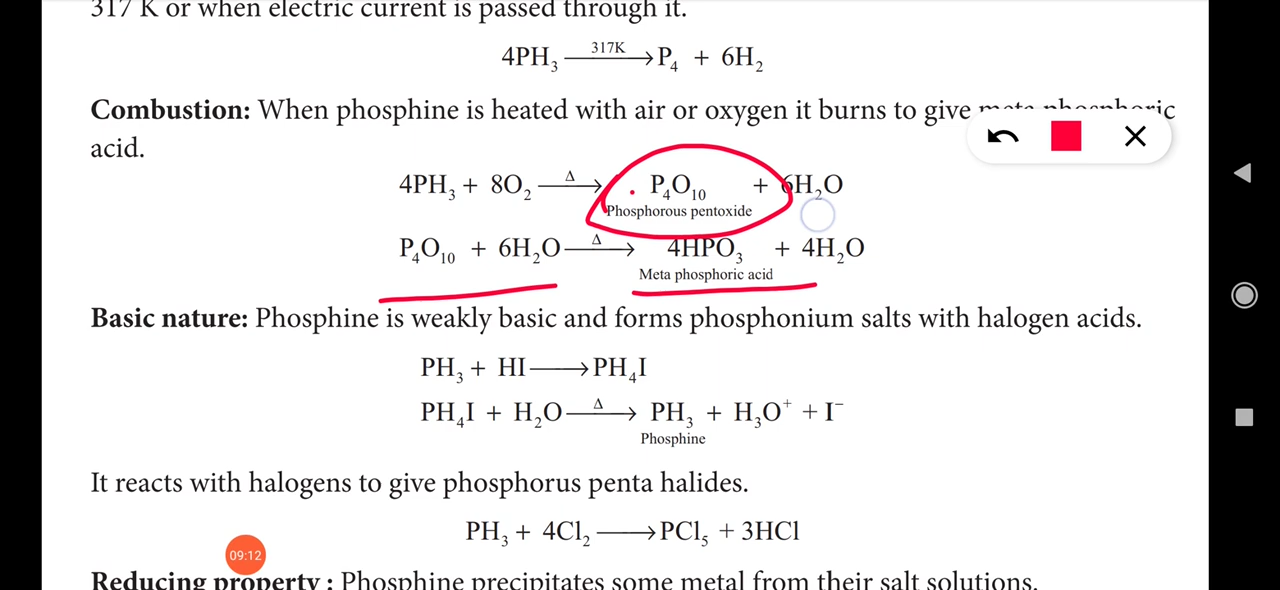 317 K or when electric current is passed through it.
4PH₃ —317K→ P₄ + 6H₂
Combustion: When phosphine is heated with air or oxygen it burns to give
acid.
4PH₃ + 8O₂ —Δ→ P₄O₁₀ + 6H₂O
Phosphorous pentoxide
P₄O₁₀ + 6H₂O —Δ→ 4HPO₃ + 4H₂O
Meta phosphoric acid
Basic nature: Phosphine is weakly basic and forms phosphonium salts with halogen acids.
PH₃ + HI ⟶ PH₄I
PH₄I + H₂O —Δ→ PH₃ + H₃O⁺ + I⁻
Phosphine
It reacts with halogens to give phosphorus penta halides.
PH₃ + 4Cl₂ ⟶ PCl₅ + 3HCl
09:12
Reducing property : Phosphine precipitates some metal from their salt solutions.